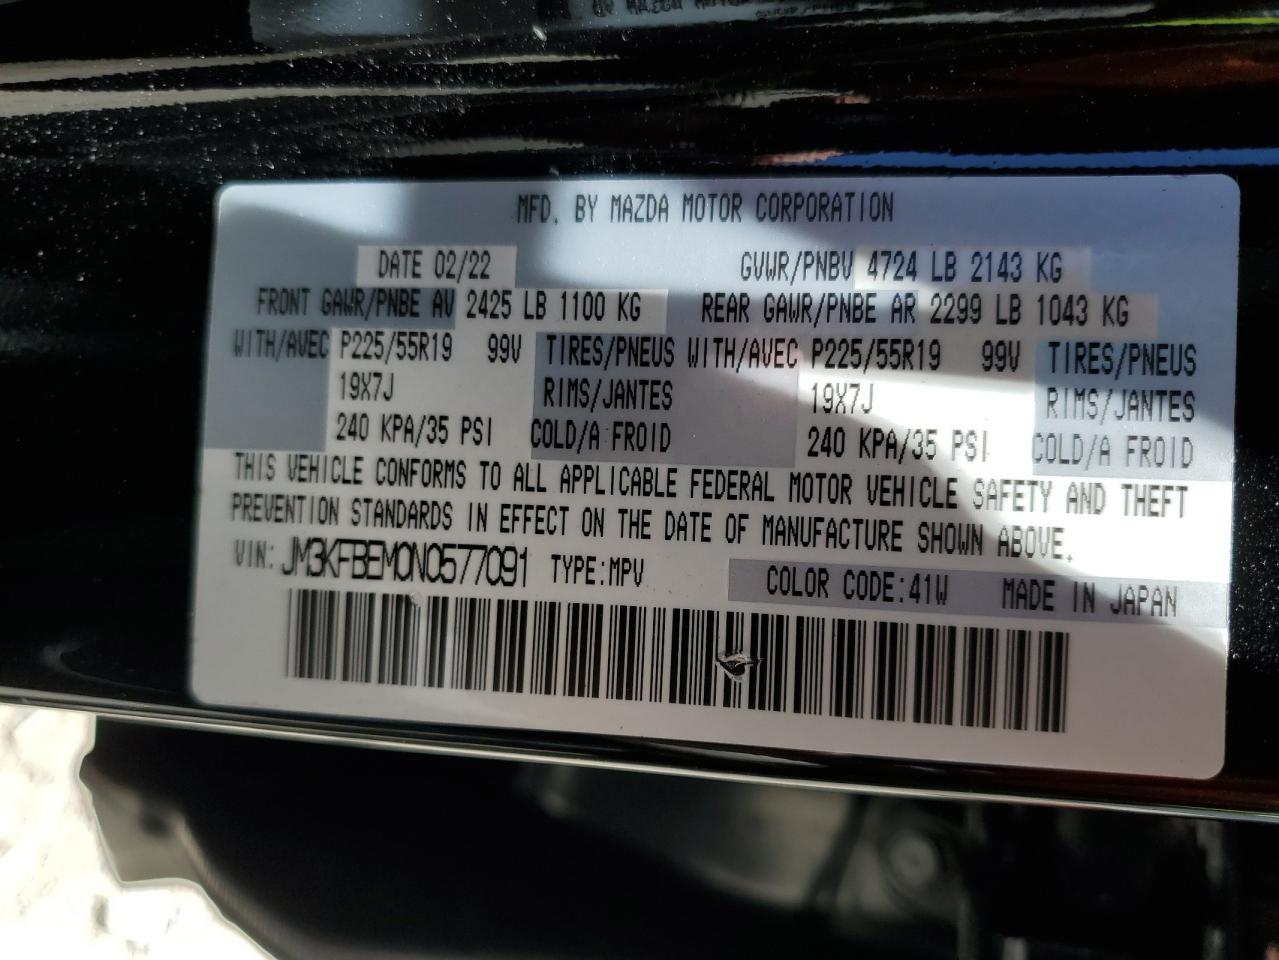 MFD. BY MAZDA MOTOR CORPORATION
DATE 02/22 GVWR/PNBV 4724 LB 2143 KG
FRONT GAWR/PNBE AV 2425 LB 1100 KG REAR GAWR/PNBE AR 2299 LB 1043 KG
WITH/AVEC P225/55R19 99V TIRES/PNEUS WITH/AVEC P225/55R19 99V TIRES/PNEUS
19X7J RIMS/JANTES 19X7J RIMS/JANTES
240 KPA/35 PSI COLD/A FROID 240 KPA/35 PSI COLD/A FROID
THIS VEHICLE CONFORMS TO ALL APPLICABLE FEDERAL MOTOR VEHICLE SAFETY AND THEFT
PREVENTION STANDARDS IN EFFECT ON THE DATE OF MANUFACTURE SHOWN ABOVE.
VIN: JM3KFBEM0N0577091 TYPE:MPV COLOR CODE:41W MADE IN JAPAN